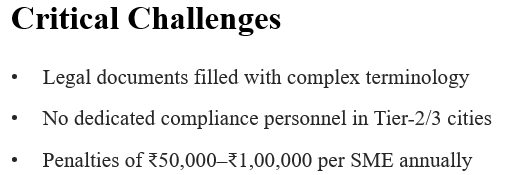 Critical Challenges
• Legal documents filled with complex terminology
• No dedicated compliance personnel in Tier-2/3 cities
• Penalties of ₹50,000–₹1,00,000 per SME annually